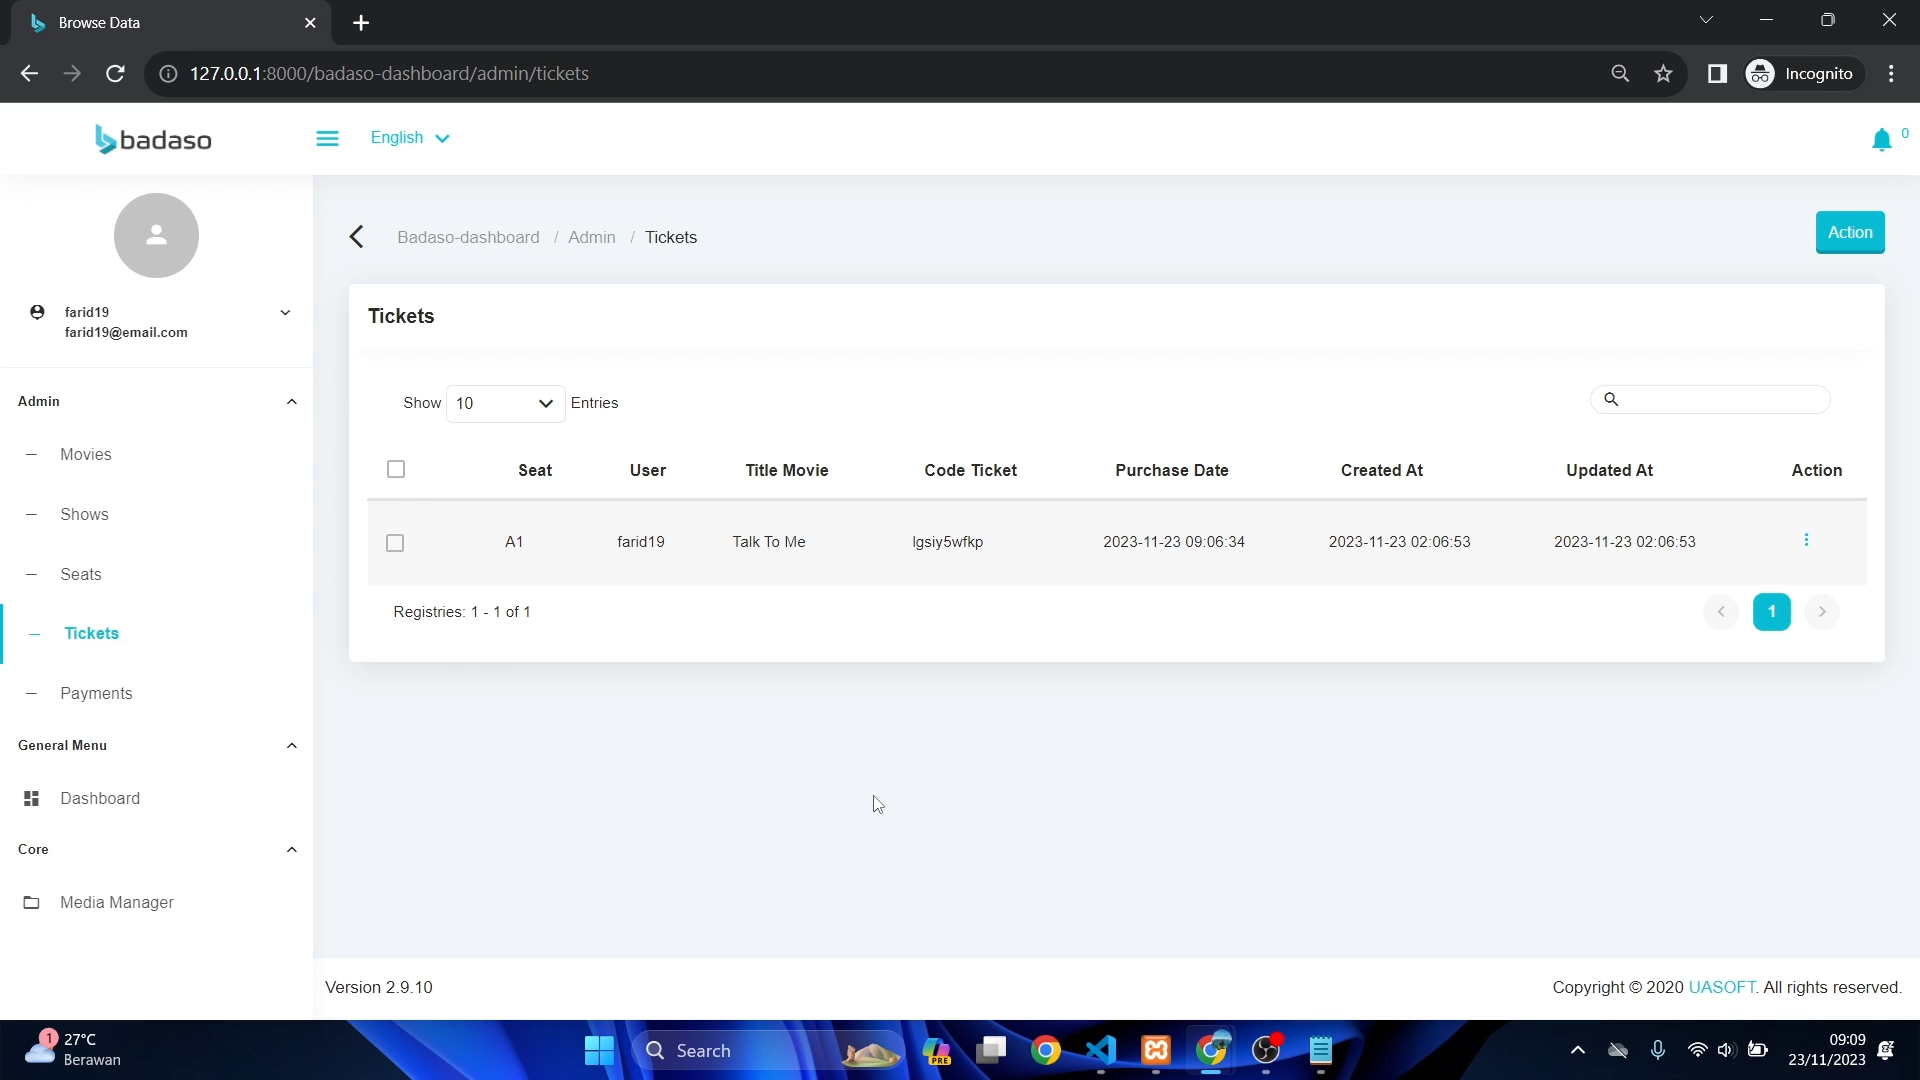 Browse Data
127.0.0.1:8000/badaso-dashboard/admin/tickets
Incognito
badaso
English
0
farid19
farid19@email.com
Badaso-dashboard / Admin / Tickets
Action
Admin
Movies
Shows
Seats
Tickets
Payments
General Menu
Dashboard
Core
Media Manager
Tickets
Show 10 Entries
Seat User Title Movie Code Ticket Purchase Date Created At Updated At Action
A1 farid19 Talk To Me lgsiy5wfkp 2023-11-23 09:06:34 2023-11-23 02:06:53 2023-11-23 02:06:53
Registries: 1 - 1 of 1
1
Version 2.9.10
Copyright © 2020 UASOFT. All rights reserved.
1
27°C
Berawan
Search
PRE
09:09
23/11/2023